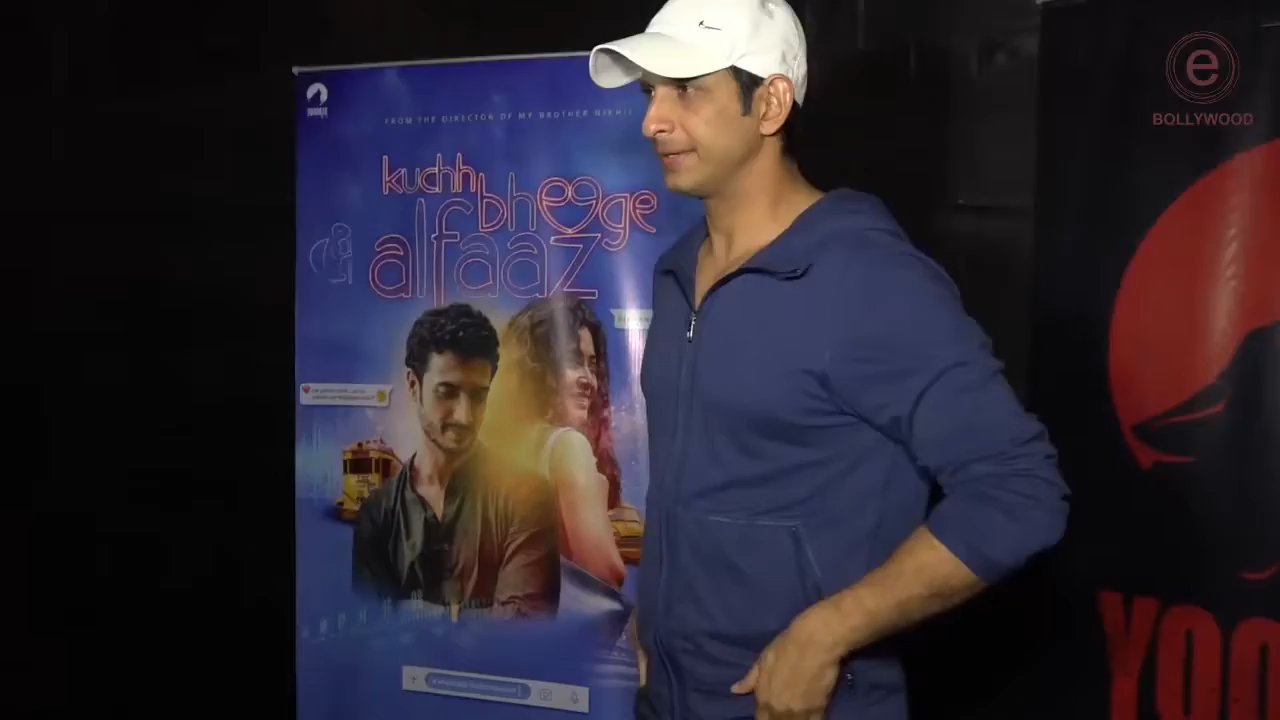 e
BOLLYWOOD
FROM THE DIRECTOR OF MY BROTHER NIKHIL
kuchh
bheege
alfaaz
YOO